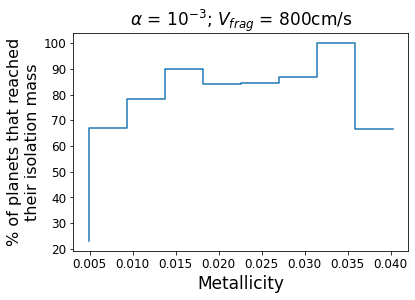 α = 10⁻³; V_frag = 800cm/s
% of planets that reached
their isolation mass
100
90
80
70
60
50
40
30
20
0.005 0.010 0.015 0.020 0.025 0.030 0.035 0.040
Metallicity